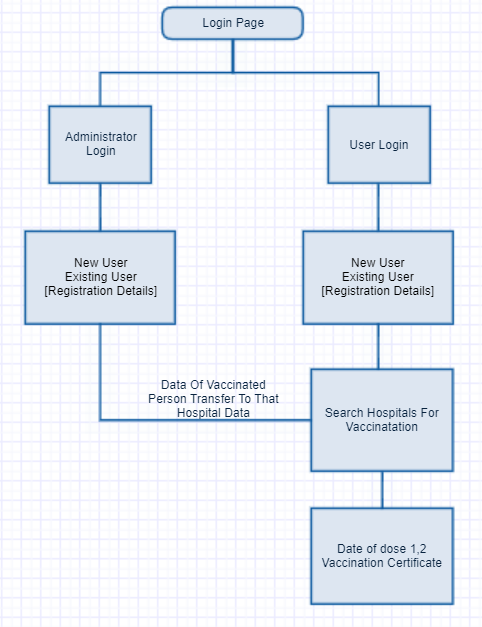 Login Page
Administrator
Login
User Login
New User
Existing User
[Registration Details]
New User
Existing User
[Registration Details]
Data Of Vaccinated
Person Transfer To That
Hospital Data
Search Hospitals For
Vaccinatation
Date of dose 1,2
Vaccination Certificate